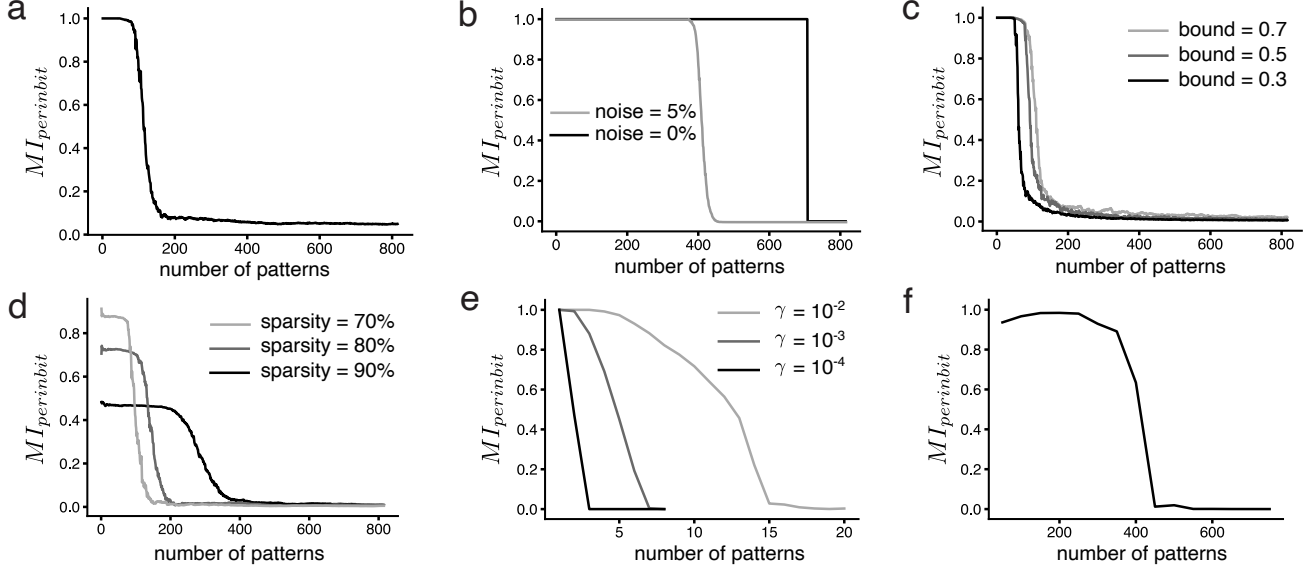 a
MI_perinbit
1.0
0.8
0.6
0.4
0.2
0.0
0 200 400 600 800
number of patterns
b
MI_perinbit
1.0
0.8
0.6
0.4
0.2
0.0
noise = 5%
noise = 0%
0 200 400 600 800
number of patterns
c
MI_perinbit
1.0
0.8
0.6
0.4
0.2
0.0
bound = 0.7
bound = 0.5
bound = 0.3
0 200 400 600 800
number of patterns
d
MI_perinbit
0.8
0.6
0.4
0.2
0.0
sparsity = 70%
sparsity = 80%
sparsity = 90%
0 200 400 600 800
number of patterns
e
MI_perinbit
1.0
0.8
0.6
0.4
0.2
0.0
γ = 10⁻²
γ = 10⁻³
γ = 10⁻⁴
5 10 15 20
number of patterns
f
MI_perinbit
1.0
0.8
0.6
0.4
0.2
0.0
200 400 600
number of patterns